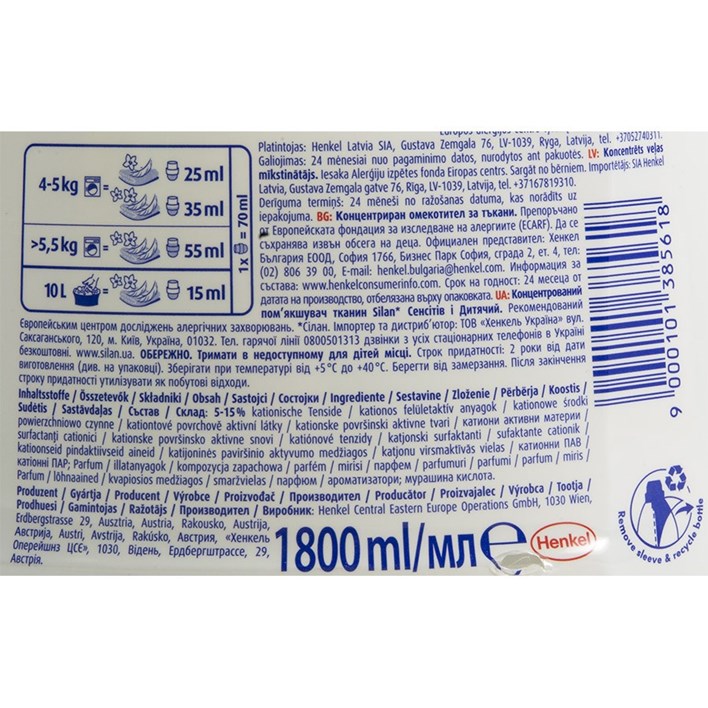 4-5 kg = 25 ml
= 35 ml
>5,5 kg = 55 ml
10 L = 15 ml
1x = 70 ml
Platintojas: Henkel Latvia SIA, Gustava Zemgala 76, LV-1039, Ryga, Latvija, tel. +37052740311.
Galiojimas: 24 mėnesiai nuo pagaminimo datos, nurodytos ant pakuotės. LV: Koncentrēts veļas
mīkstinātājs. Iesaka Alerģiju izpētes fonda Eiropas centrs. Sargāt no bērniem. Importētājs: SIA Henkel
Latvia, Gustava Zemgala gatve 76, Rīga, LV-1039, Latvija, tel. +37167819310.
Derīguma termiņš: 24 mēneši no ražošanas datuma, kas norādīts uz
iepakojuma. BG: Концентриран омекотител за тъкани. Препоръчано
от Европейската фондация за изследване на алергиите (ECARF). Да се
съхранява извън обсега на деца. Официален представител: Хенкел
България ЕООД, София 1766, Бизнес Парк София, сграда 2, ет. 4, тел:
(02) 806 39 00, E-mail: henkel.bulgaria@henkel.com. Информация за
състава: www.henkelconsumerinfo.com. Срок на годност: 24 месеца от
датата на производство, отбелязана върху опаковката. UA: Концентрований
пом'якшувач тканин Silan* Сенсітів і Дитячий. Рекомендований
Європейським центром досліджень алергічних захворювань. *Сілан. Імпортер та дистриб'ютор: ТОВ «Хенкель Україна» вул.
Саксаганського, 120, м. Київ, Україна, 01032. Тел. гарячої лінії 0800501313 дзвінки з усіх стаціонарних телефонів в Україні
безкоштовні. www.silan.ua. ОБЕРЕЖНО. Тримати в недоступному для дітей місці. Строк придатності: 2 роки від дати
виготовлення (див. на упаковці). Зберігати при температурі від +5°C до +40°C. Берегти від замерзання. Після закінчення
строку придатності утилізувати як побутові відходи.
Inhaltsstoffe / Összetevők / Składniki / Obsah / Sastojci / Состојки / Ingrediente / Sestavine / Zloženie / Përbërja / Koostis /
Sudėtis / Sastāvdaļas / Състав / Склад: 5-15% kationische Tenside / kationos felületaktív anyagok / kationowe środki
powierzchniowo czynne / kationtové povrchově aktivní látky / kationske površinsko aktivne tvari / катјонски активни материи /
surfactanți cationici / kationske površinsko aktivne snovi / katiónové tenzidy / katjonski surfaktanti / sufaktante cationik /
katioonseid pindaktiivseid aineid / katijoninės paviršinio aktyvumo medžiagos / katjonu virsmaktīvās vielas / катионни ПАВ /
катіонні ПАР; Parfum / illatanyagok / kompozycja zapachowa / parfém / mirisi / парфем / parfumuri / parfumi / parfum / miris /
Parfum / lõhnaained / kvapiosios medžiagos / smaržvielas / парфюм / ароматизатори; мурашина кислота.
Produzent / Gyártja / Producent / Výrobce / Proizvođač / Производител / Producător / Proizvajalec / Výrobca / Tootja /
Prodhuesi / Gamintojas / Ražotājs / Производител / Виробник: Henkel Central Eastern Europe Operations GmbH, 1030 Wien,
Erdbergstrasse 29, Ausztria, Austria, Rakousko, Austrija,
Австрија, Austri, Avstrija, Rakúsko, Австрия, «Хенкель
Оперейшнз ЦСЄ», 1030, Відень, Ердбергштрассе, 29,
Австрія.
1800 ml/мл ℮
Henkel
9 000101 385618
Remove sleeve & recycle bottle